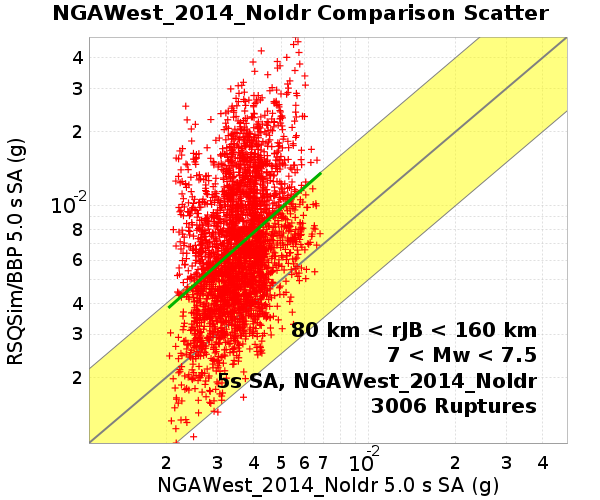 NGAWest_2014_NoIdr Comparison Scatter
RSQSim/BBP 5.0 s SA (g)
4
3
2
10-2
8
6
4
3
2
80 km < rJB < 160 km
7 < Mw < 7.5
5s SA, NGAWest_2014_NoIdr
3006 Ruptures
2 3 4 5 6 7 10-2 2 3 4
NGAWest_2014_NoIdr 5.0 s SA (g)